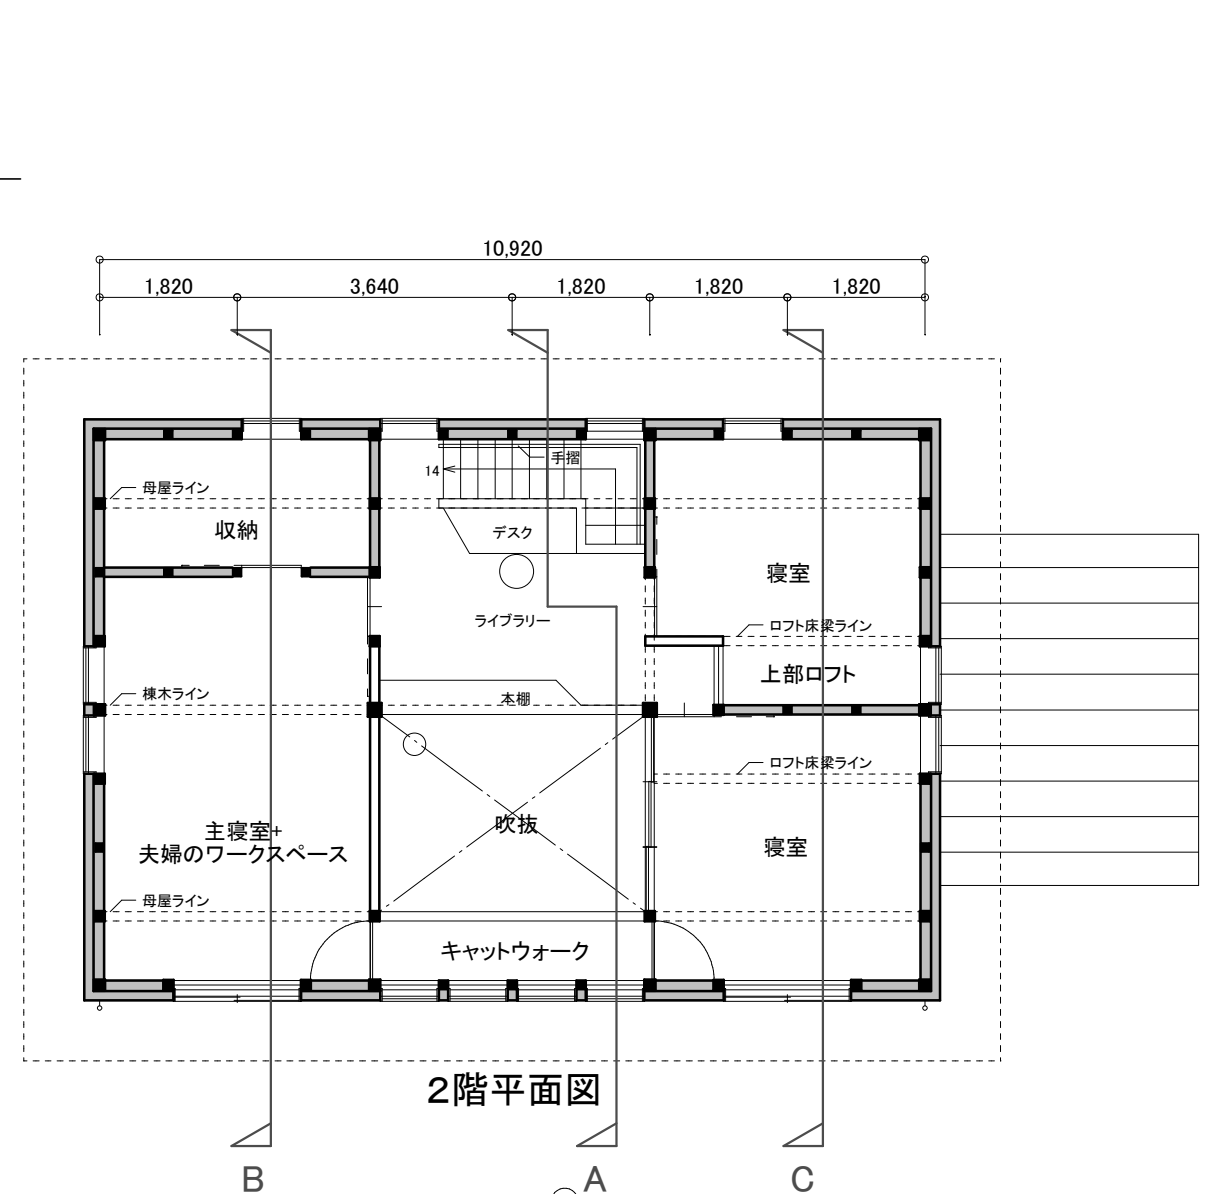 10,920
1,820
3,640
1,820
1,820
1,820
手摺
14
母屋ライン
収納
デスク
寝室
ライブラリー
ロフト床梁ライン
上部ロフト
棟木ライン
本棚
ロフト床梁ライン
吹抜
主寝室+
夫婦のワークスペース
寝室
母屋ライン
キャットウォーク
2階平面図
B
A
C